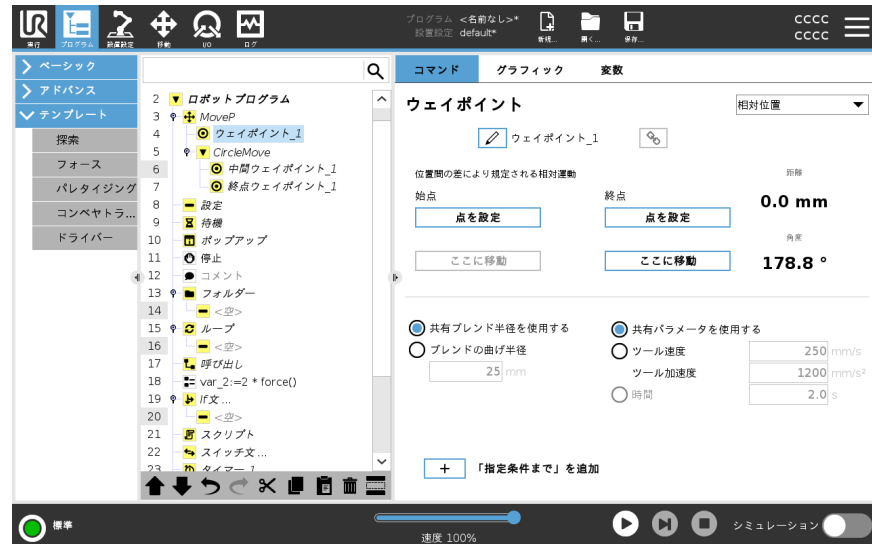 実行 プログラム 設置設定 移動 I/O ログ
プログラム <名前なし>*
設置設定 default*
新規... 開く... 保存...
CCCC
CCCC
ベーシック
アドバンス
テンプレート
探索
フォース
パレタイジング
コンベヤトラ...
ドライバー
2 ロボットプログラム
3 MoveP
4 ウェイポイント_1
5 CircleMove
6 中間ウェイポイント_1
7 終点ウェイポイント_1
8 設定
9 待機
10 ポップアップ
11 停止
12 コメント
13 フォルダー
14 <空>
15 ループ
16 <空>
17 呼び出し
18 var_2:=2 * force()
19 If文 ...
20 <空>
21 スクリプト
22 スイッチ文 ...
23 タイマー 1
コマンド グラフィック 変数
ウェイポイント
相対位置
ウェイポイント_1
位置間の差により規定される相対運動
距離
始点 終点
0.0 mm
点を設定 点を設定
角度
ここに移動 ここに移動
178.8 °
共有ブレンド半径を使用する
ブレンドの曲げ半径
25 mm
共有パラメータを使用する
ツール速度 250 mm/s
ツール加速度 1200 mm/s²
時間 2.0 s
+ 「指定条件まで」を追加
標準
速度 100%
シミュレーション